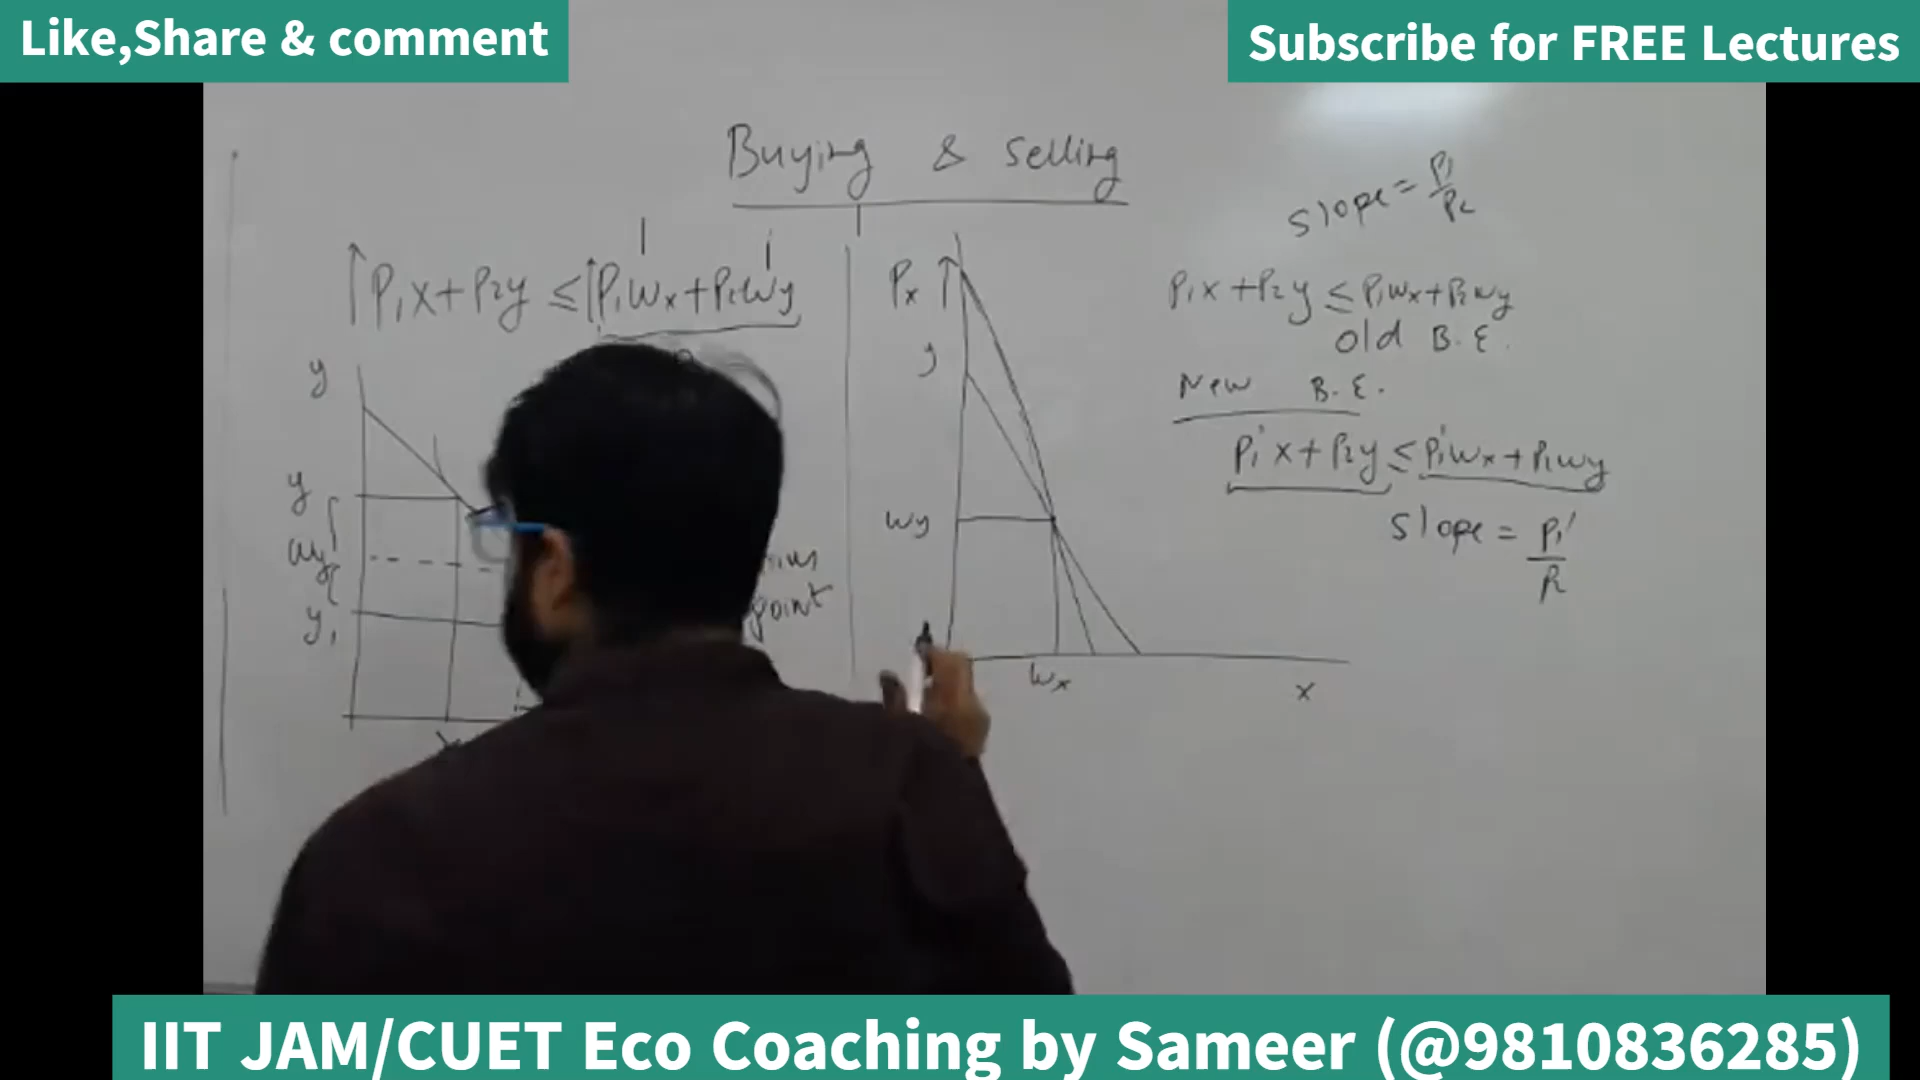 Like,Share & comment
Subscribe for FREE Lectures
Buying & Selling
P₁x+P₂y ≤ P₁Wx+P₂Wy
y
y
wy
y₁
point
Px ↑
y
wy
wx
x
Slope = P₁/P₂
P₁x+P₂y ≤ P₁wx+P₂wy
old B.E.
New B.E.
P₁'x+P₂y ≤ P₁'wx+P₂wy
Slope = P₁'/P₂
IIT JAM/CUET Eco Coaching by Sameer (@9810836285)